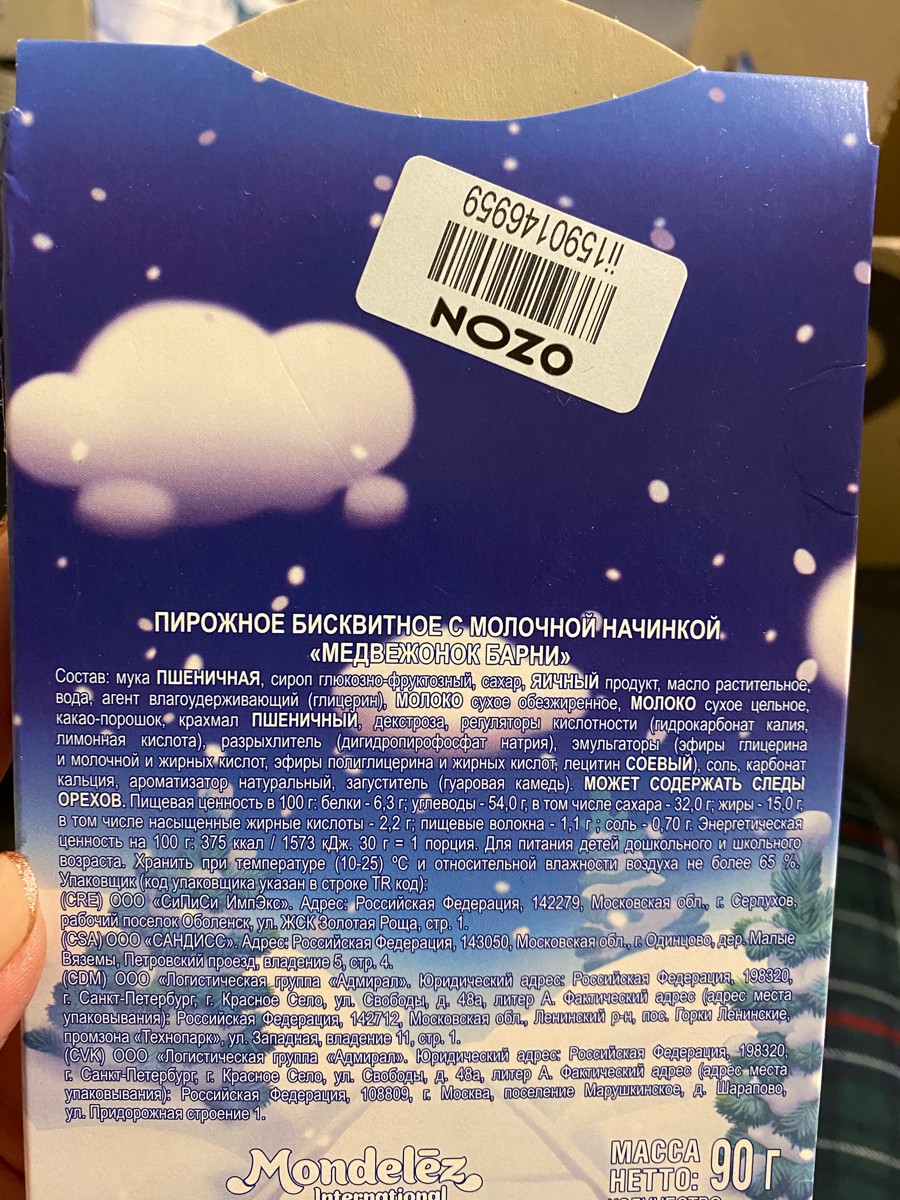 ii1590146959
OZON
ПИРОЖНОЕ БИСКВИТНОЕ С МОЛОЧНОЙ НАЧИНКОЙ
«МЕДВЕЖОНОК БАРНИ»
Состав: мука ПШЕНИЧНАЯ, сироп глюкозно-фруктозный, сахар, ЯИЧНЫЙ продукт, масло растительное,
вода, агент влагоудерживающий (глицерин), МОЛОКО сухое обезжиренное, МОЛОКО сухое цельное,
какао-порошок, крахмал ПШЕНИЧНЫЙ, декстроза, регуляторы кислотности (гидрокарбонат калия,
лимонная кислота), разрыхлитель (дигидропирофосфат натрия), эмульгаторы (эфиры глицерина
и молочной и жирных кислот, эфиры полиглицерина и жирных кислот, лецитин СОЕВЫЙ), соль, карбонат
кальция, ароматизатор натуральный, загуститель (гуаровая камедь). МОЖЕТ СОДЕРЖАТЬ СЛЕДЫ
ОРЕХОВ. Пищевая ценность в 100 г: белки - 6,3 г; углеводы - 54,0 г, в том числе сахара - 32,0 г; жиры - 15,0 г,
в том числе насыщенные жирные кислоты - 2,2 г; пищевые волокна - 1,1 г ; соль - 0,70 г. Энергетическая
ценность на 100 г: 375 ккал / 1573 кДж. 30 г = 1 порция. Для питания детей дошкольного и школьного
возраста. Хранить при температуре (10-25) °С и относительной влажности воздуха не более 65 %.
Упаковщик (код упаковщика указан в строке TR код):
(CRE) ООО «СиПиСи ИмпЭкс». Адрес: Российская Федерация, 142279, Московская обл., г. Серпухов,
рабочий поселок Оболенск, ул. ЖСК Золотая Роща, стр. 1.
(CSA) ООО «САНДИСС». Адрес: Российская Федерация, 143050, Московская обл., г. Одинцово, дер. Малые
Вяземы, Петровский проезд, владение 5, стр. 4.
(CDM) ООО «Логистическая группа «Адмирал». Юридический адрес: Российская Федерация, 198320,
г. Санкт-Петербург, г. Красное Село, ул. Свободы, д. 48а, литер А. Фактический адрес (адрес места
упаковывания): Российская Федерация, 142712, Московская обл., Ленинский р-н, пос. Горки Ленинские,
промзона «Технопарк», ул. Западная, владение 11, стр. 1.
(CVK) ООО «Логистическая группа «Адмирал». Юридический адрес: Российская Федерация, 198320,
г. Санкт-Петербург, г. Красное Село, ул. Свободы, д. 48а, литер А. Фактический адрес (адрес места
упаковывания): Российская Федерация, 108809, г. Москва, поселение Марушкинское, д. Шарапово,
ул. Придорожная строение 1.
Mondelēz
International
МАССА
НЕТТО: 90 г